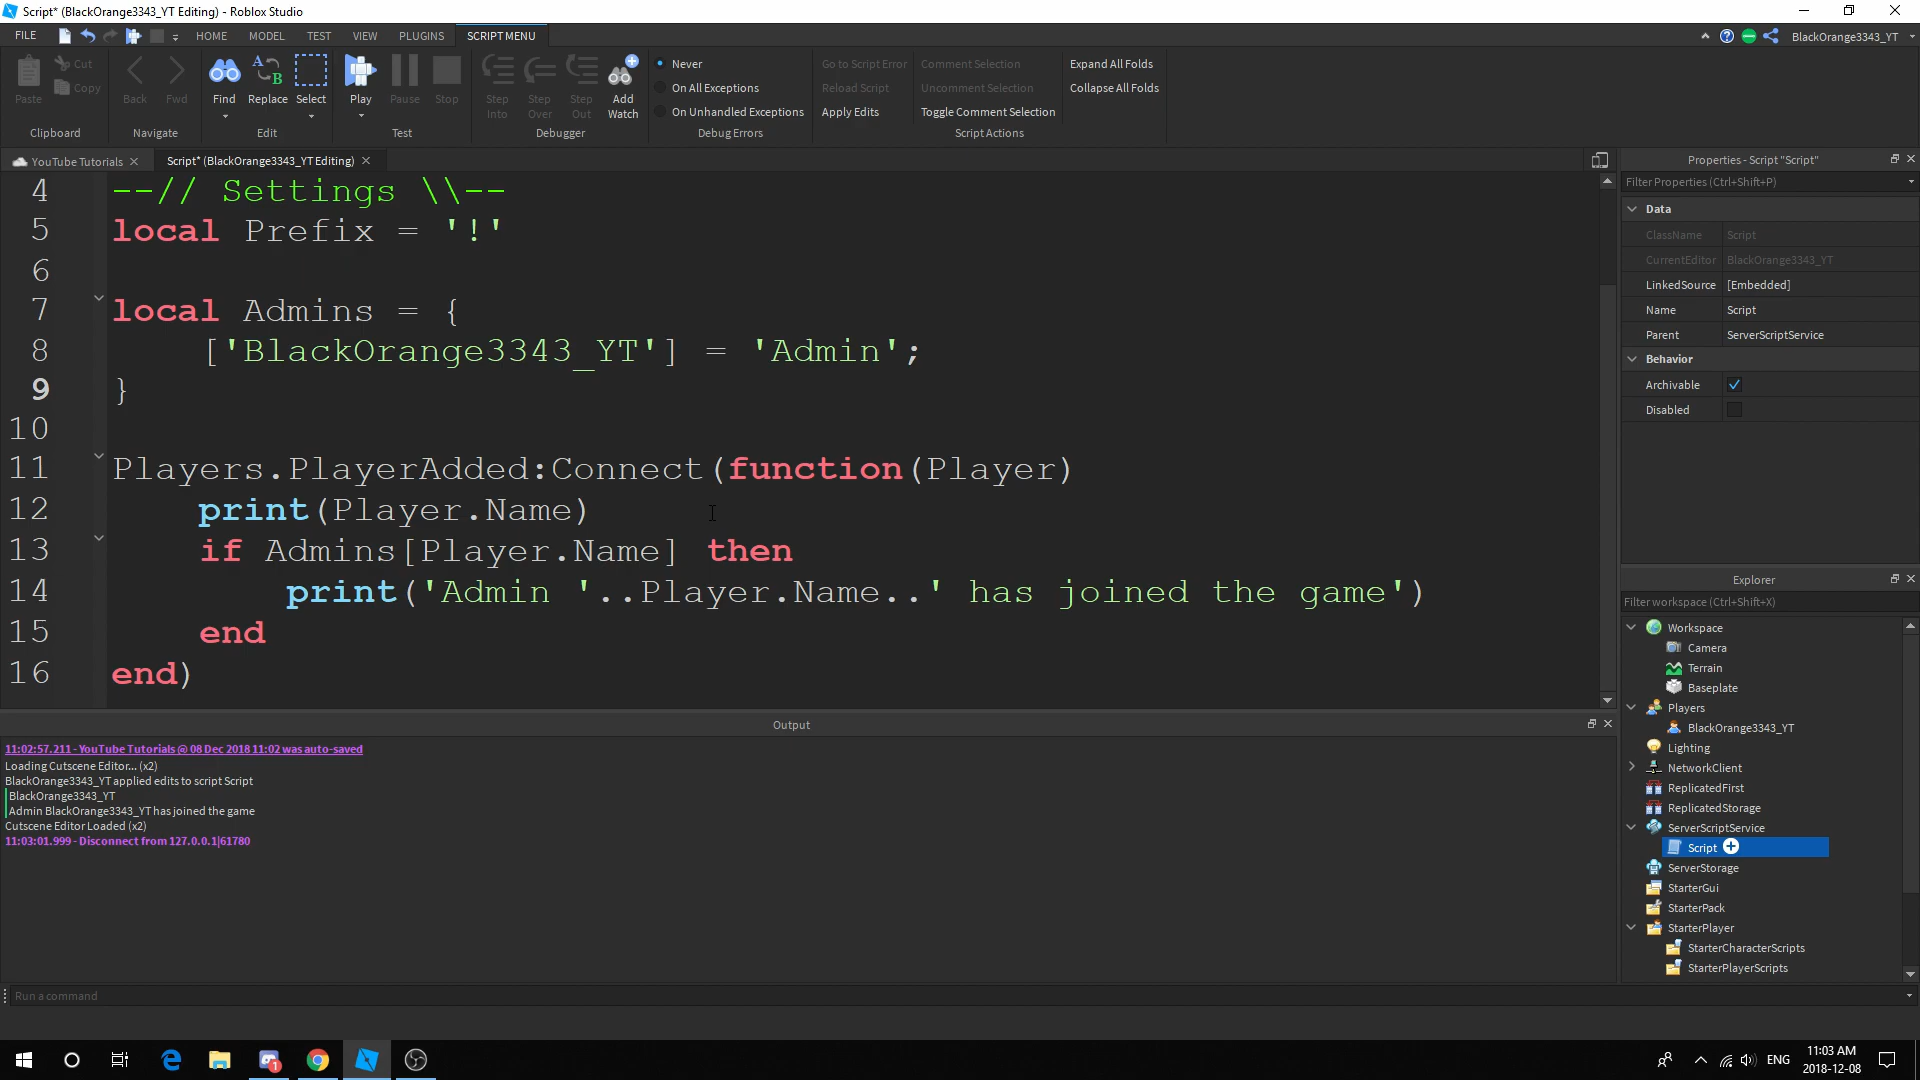 Script* (BlackOrange3343_YT Editing) - Roblox Studio
FILE HOME MODEL TEST VIEW PLUGINS SCRIPT MENU BlackOrange3343_YT
Paste Cut Copy
Clipboard
Back Fwd
Navigate
Find Replace Select
Edit
Play Pause Stop
Test
Step Into Step Over Step Out Add Watch
Debugger
Never
On All Exceptions
On Unhandled Exceptions
Debug Errors
Go to Script Error Comment Selection
Reload Script Uncomment Selection
Apply Edits Toggle Comment Selection
Script Actions
Expand All Folds
Collapse All Folds
YouTube Tutorials Script* (BlackOrange3343_YT Editing)
4 --// Settings \\--
5 local Prefix = '!'
6
7 local Admins = {
8 ['BlackOrange3343_YT'] = 'Admin';
9 }
10
11 Players.PlayerAdded:Connect(function(Player)
12 print(Player.Name)
13 if Admins[Player.Name] then
14 print('Admin '..Player.Name..' has joined the game')
15 end
16 end)
Output
11:02:57.211 - YouTube Tutorials @ 08 Dec 2018 11:02 was auto-saved
Loading Cutscene Editor... (x2)
BlackOrange3343_YT applied edits to script Script
BlackOrange3343_YT
Admin BlackOrange3343_YT has joined the game
Cutscene Editor Loaded (x2)
11:03:01.999 - Disconnect from 127.0.0.1|61780
Run a command
Properties - Script "Script"
Filter Properties (Ctrl+Shift+P)
Data
ClassName Script
CurrentEditor BlackOrange3343_YT
LinkedSource [Embedded]
Name Script
Parent ServerScriptService
Behavior
Archivable
Disabled
Explorer
Filter workspace (Ctrl+Shift+X)
Workspace
Camera
Terrain
Baseplate
Players
BlackOrange3343_YT
Lighting
NetworkClient
ReplicatedFirst
ReplicatedStorage
ServerScriptService
Script
ServerStorage
StarterGui
StarterPack
StarterPlayer
StarterCharacterScripts
StarterPlayerScripts
1
ENG
11:03 AM
2018-12-08